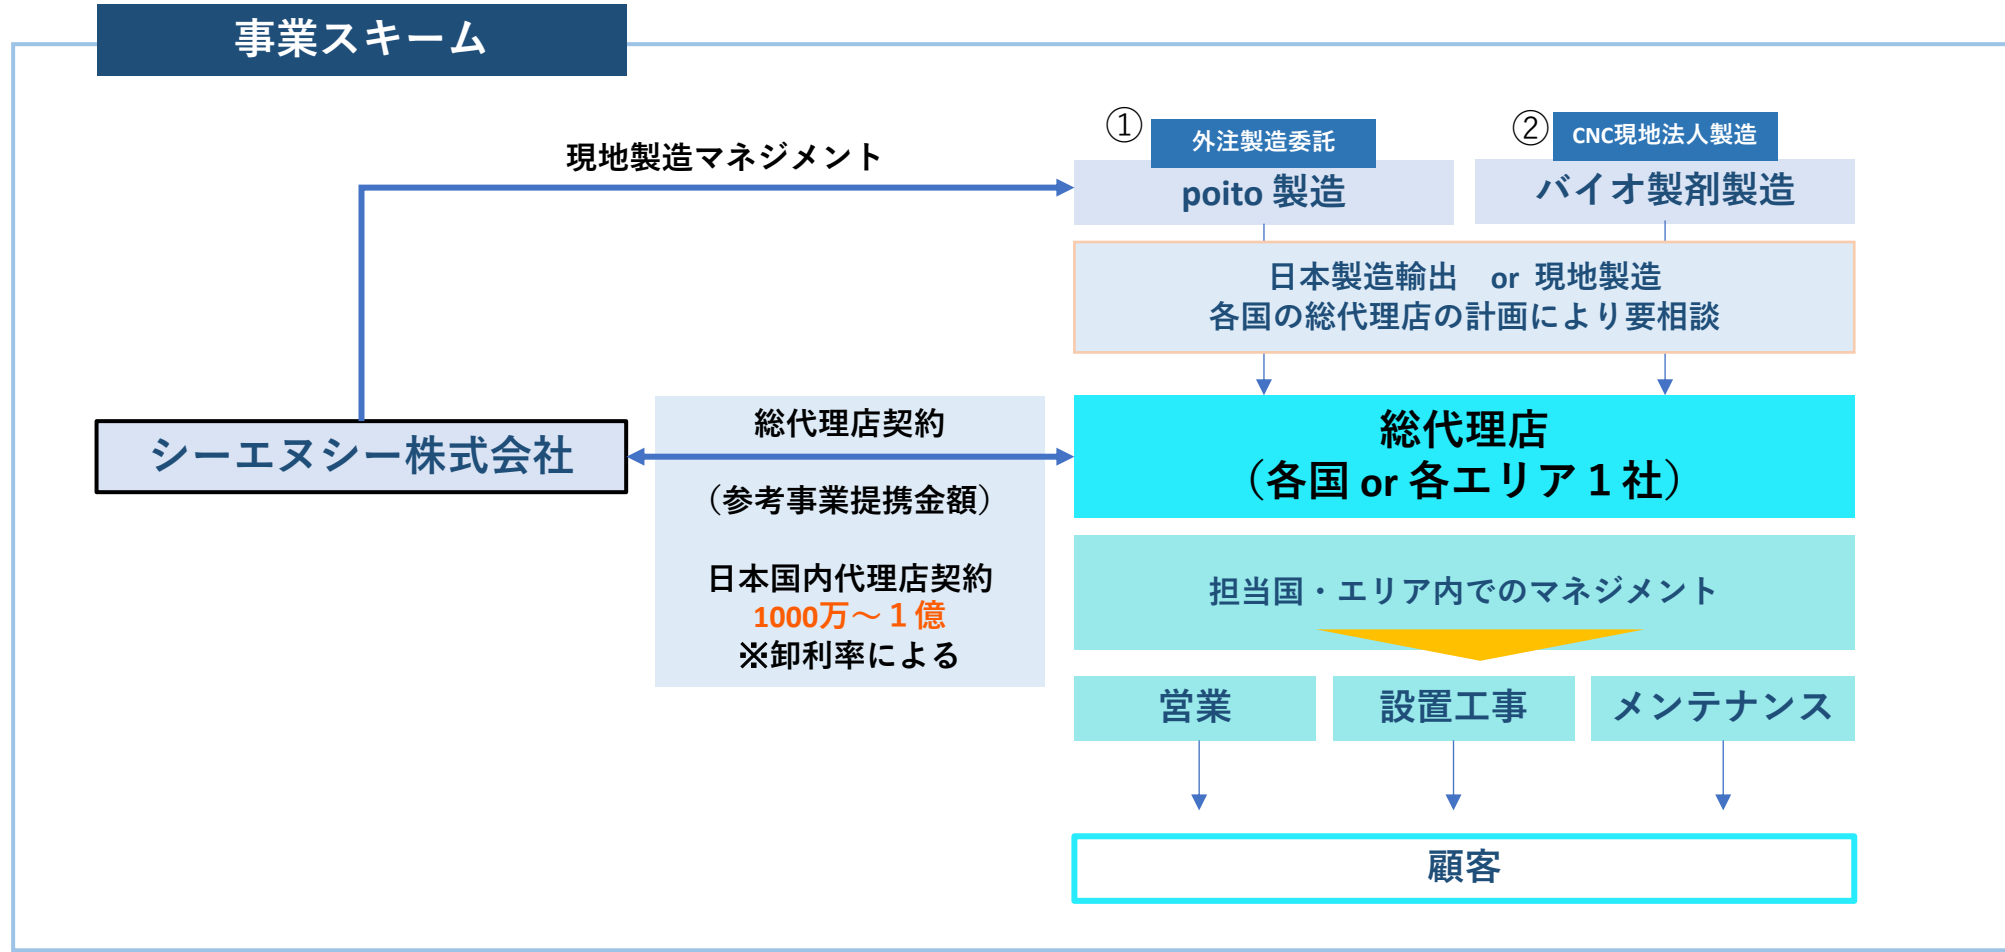 事業スキーム
現地製造マネジメント
①
外注製造委託
poito 製造
②
CNC現地法人製造
バイオ製剤製造
日本製造輸出　or 現地製造
各国の総代理店の計画により要相談
シーエヌシー株式会社
総代理店契約
（参考事業提携金額）
日本国内代理店契約
1000万～１億
※卸利率による
総代理店
（各国 or 各エリア１社）
担当国・エリア内でのマネジメント
営業
設置工事
メンテナンス
顧客